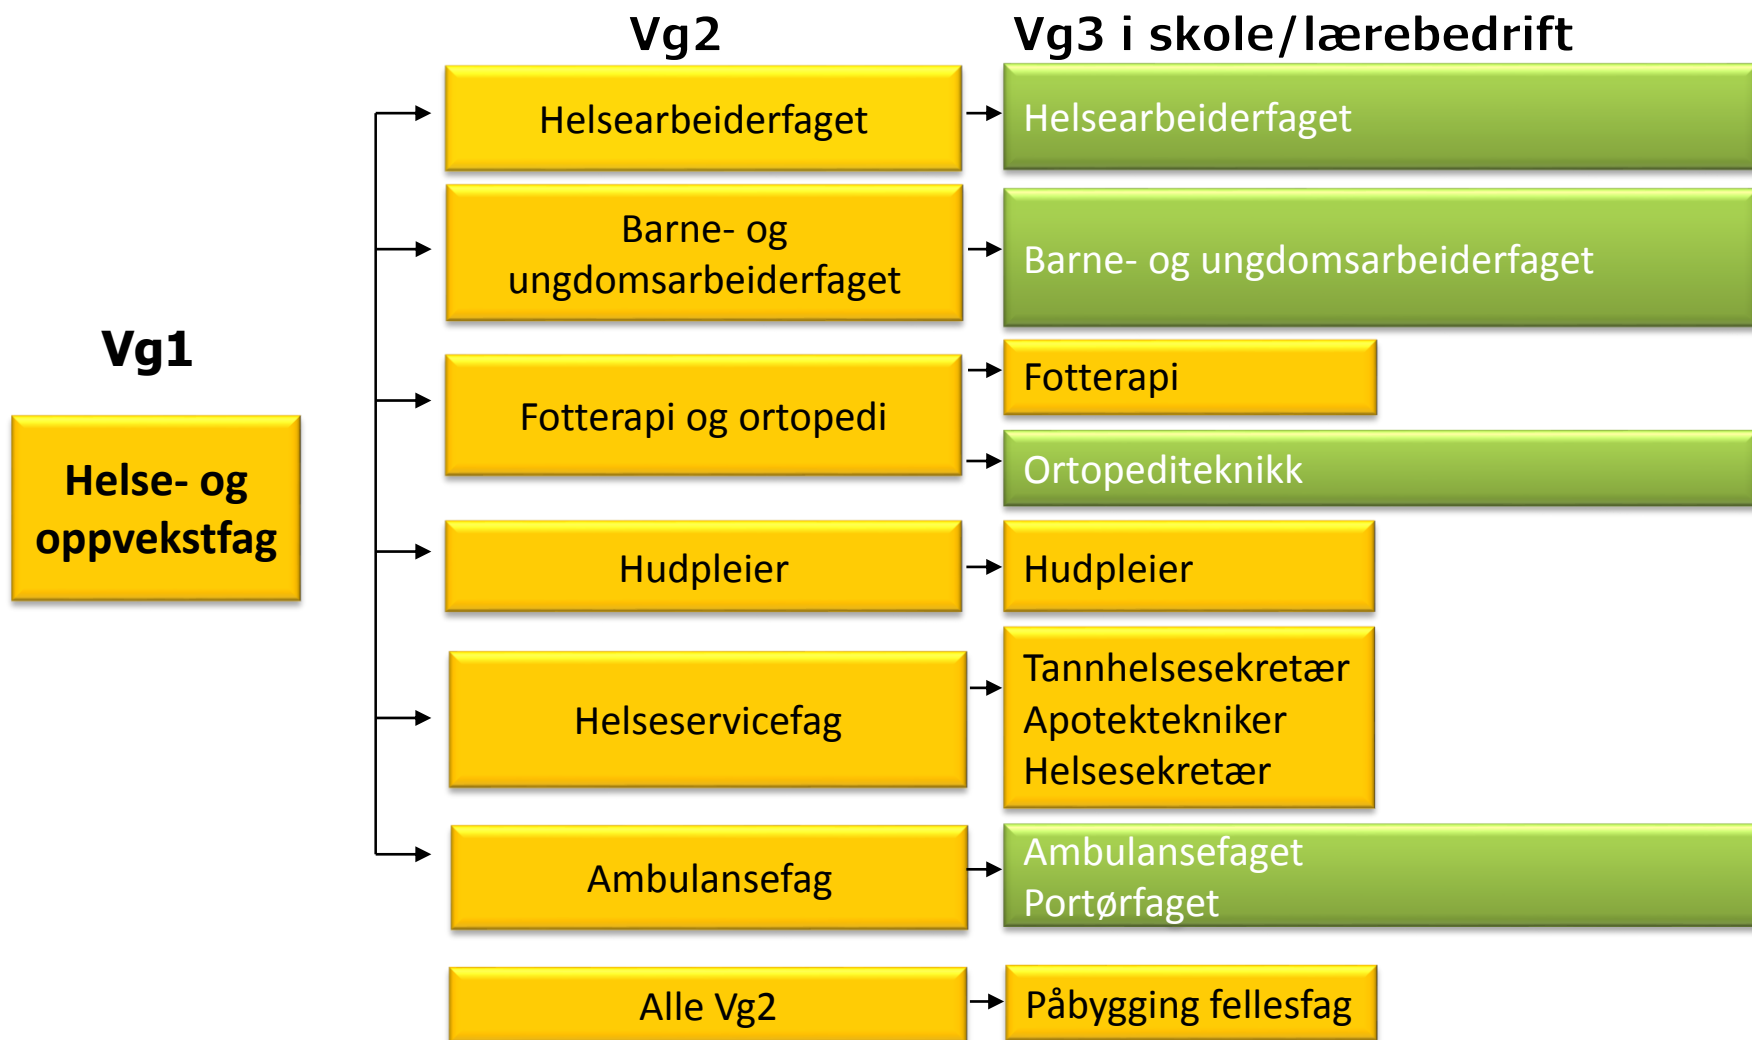 Vg2
Vg3 i skole/lærebedrift
Helsearbeiderfaget
Helsearbeiderfaget
Barne- og
ungdomsarbeiderfaget
Barne- og ungdomsarbeiderfaget
Vg1
Helse- og
oppvekstfag
Fotterapi og ortopedi
Fotterapi
Ortopediteknikk
Hudpleier
Hudpleier
Helseservicefag
Tannhelsesekretær
Apotektekniker
Helsesekretær
Ambulansefag
Ambulansefaget
Portørfaget
Alle Vg2
Påbygging fellesfag